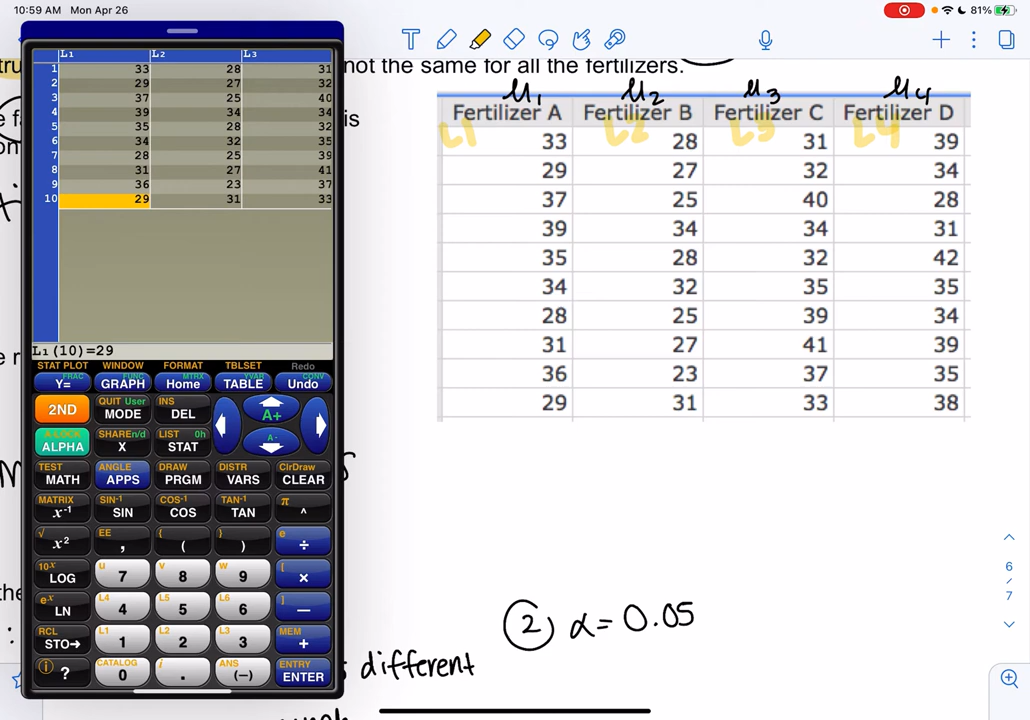 10:59 AM Mon Apr 26
81%
not the same for all the fertilizers.
L1 L2 L3
1 33 28 31
2 29 27 32
3 37 25 40
4 39 34 34
5 35 28 32
6 34 32 35
7 28 25 39
8 31 27 41
9 36 23 37
10 29 31 33
L1(10)=29
STAT PLOT WINDOW FORMAT TBLSET Redo
Y= GRAPH Home TABLE Undo
QUIT User INS
2ND MODE DEL A+
A-LOCK SHARE n/d LIST 0h A-
ALPHA X STAT
TEST ANGLE DRAW DISTR ClrDraw
MATH APPS PRGM VARS CLEAR
MATRIX SIN-1 COS-1 TAN-1 π
x-1 SIN COS TAN ^
√ EE { } e
x2 , ( ) ÷
10x u v w [
LOG 7 8 9 ×
ex L4 L5 L6 ]
LN 4 5 6 −
RCL L1 L2 L3 MEM
STO→ 1 2 3 +
CATALOG i ANS ENTRY
? 0 . (−) ENTER
μ1 μ2 μ3 μ4
Fertilizer A Fertilizer B Fertilizer C Fertilizer D
L1 L2 L3 L4
33 28 31 39
29 27 32 34
37 25 40 28
39 34 34 31
35 28 32 42
34 32 35 35
28 25 39 34
31 27 41 39
36 23 37 35
29 31 33 38
is
6
7
② α = 0.05
different